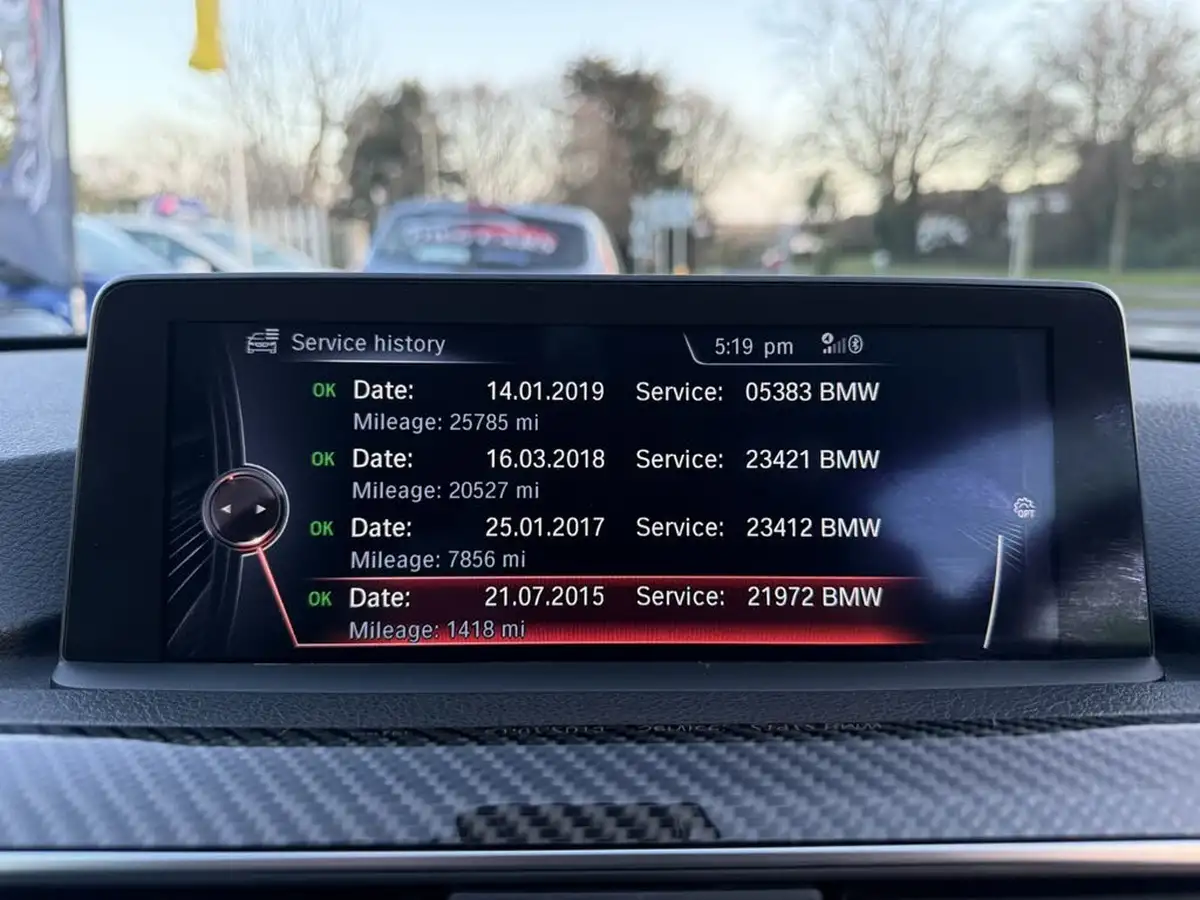 Service history
5:19 pm
OK Date: 14.01.2019 Service: 05383 BMW
Mileage: 25785 mi
OK Date: 16.03.2018 Service: 23421 BMW
Mileage: 20527 mi
OK Date: 25.01.2017 Service: 23412 BMW
Mileage: 7856 mi
OK Date: 21.07.2015 Service: 21972 BMW
Mileage: 1418 mi
OPT